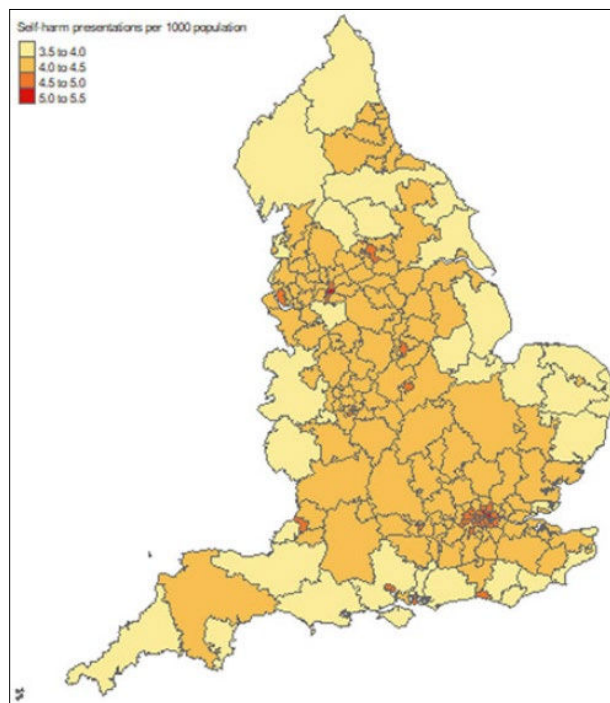 Self-harm presentations per 1000 population
3.5 to 4.0
4.0 to 4.5
4.5 to 5.0
5.0 to 5.5